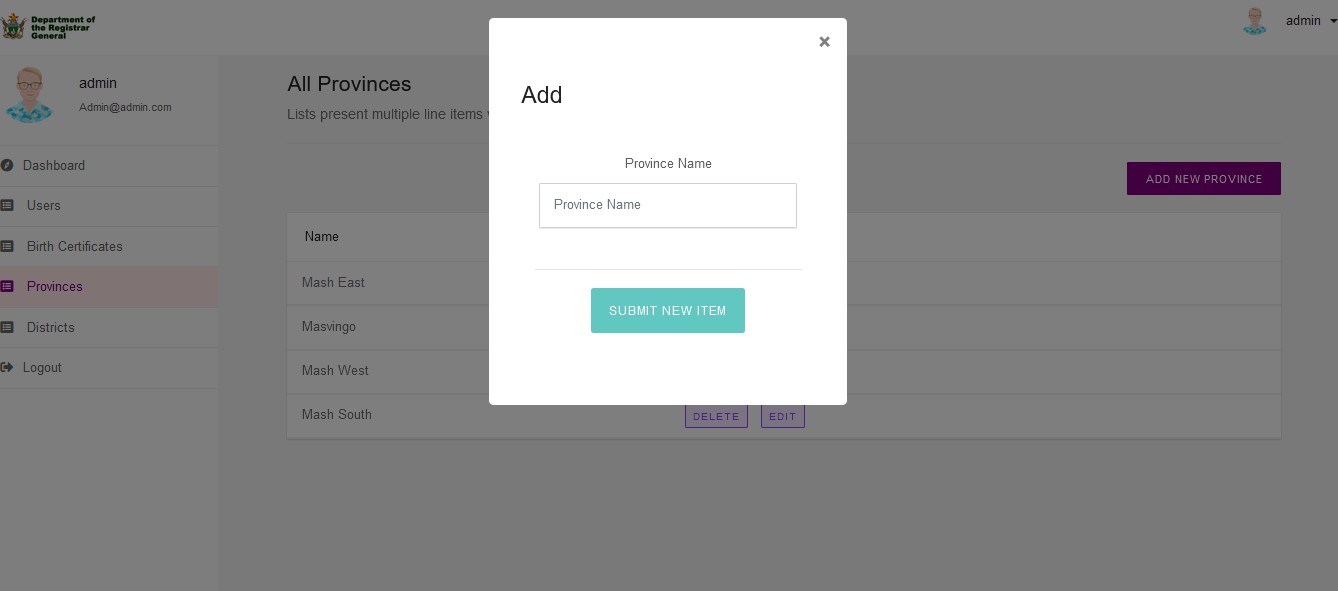 Department of
the Registrar
General
admin
admin
Admin@admin.com
Dashboard
Users
Birth Certificates
Provinces
Districts
Logout
All Provinces
Lists present multiple line items
ADD NEW PROVINCE
Name
Mash East
Masvingo
Mash West
Mash South
DELETE EDIT
×
Add
Province Name
Province Name
SUBMIT NEW ITEM